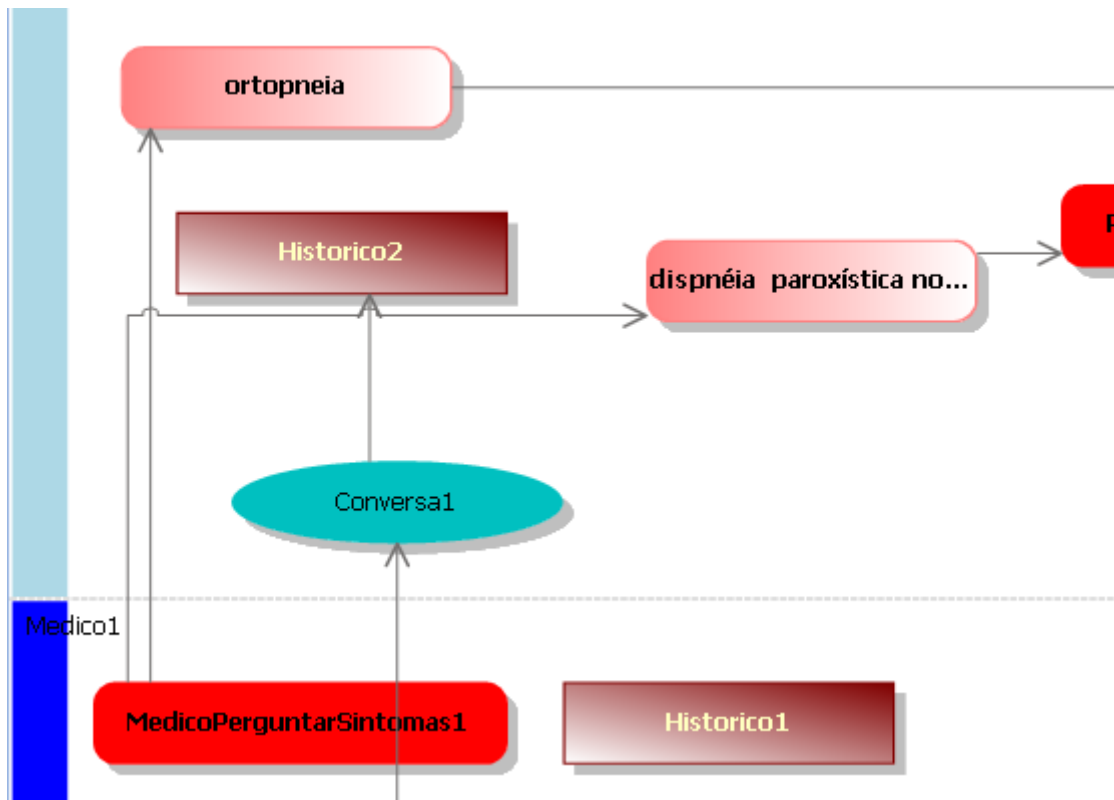 ortopneia
Historico2
dispnéia paroxística no...
Conversa1
Medico1
MedicoPerguntarSintomas1
Historico1